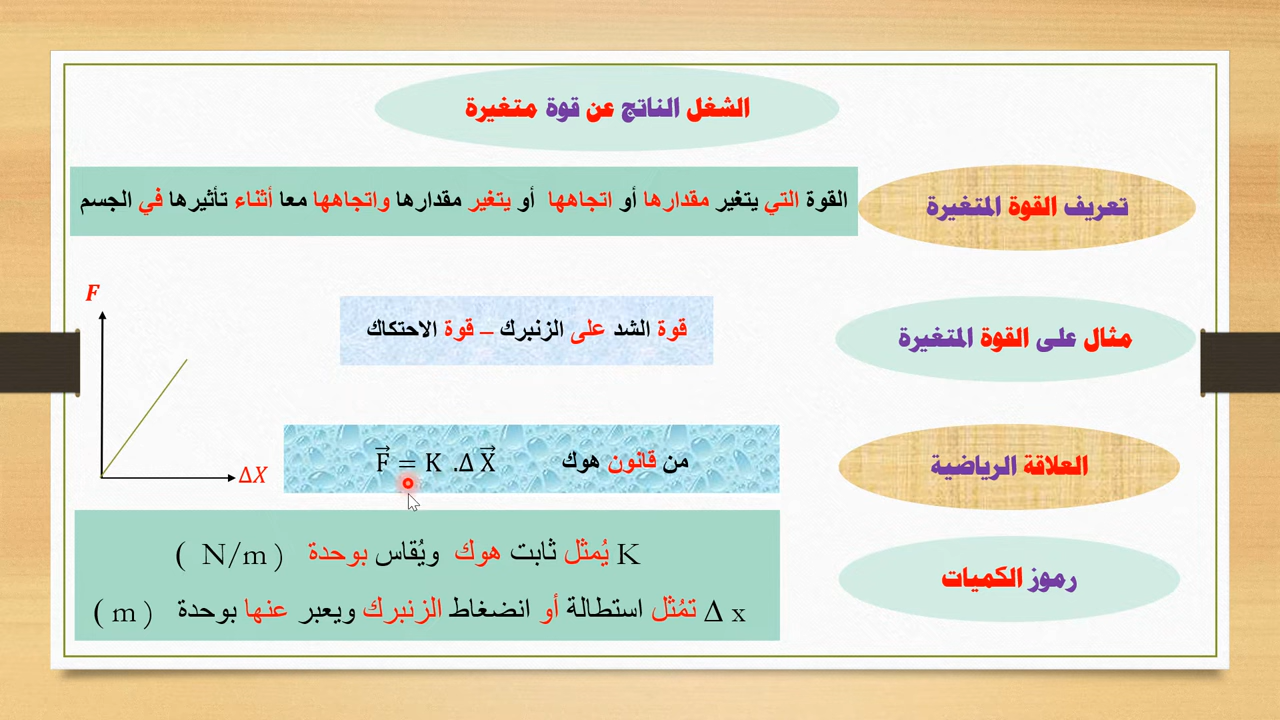 الشغل الناتج عن قوة متغيرة
تعريف القوة المتغيرة
القوة التي يتغير مقدارها أو اتجاهها أو يتغير مقدارها واتجاهها معا أثناء تأثيرها في الجسم
مثال على القوة المتغيرة
قوة الشد على الزنبرك – قوة الاحتكاك
F
ΔX
العلاقة الرياضية
من قانون هوك F⃗ = K .Δ X⃗
رموز الكميات
K يُمثل ثابت هوك ويُقاس بوحدة ( N/m )
Δ x تمُثل استطالة أو انضغاط الزنبرك ويعبر عنها بوحدة ( m )